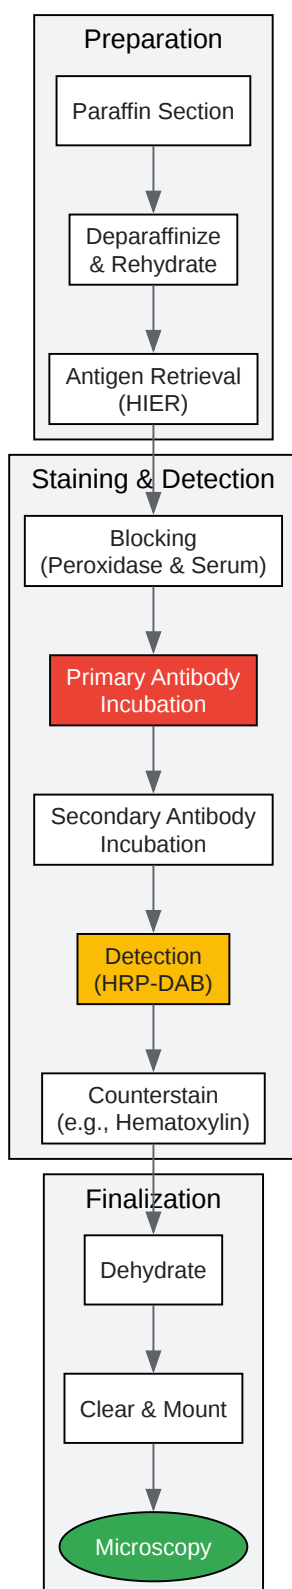 Preparation
Paraffin Section
Deparaffinize
& Rehydrate
Antigen Retrieval
(HIER)
Staining & Detection
Blocking
(Peroxidase & Serum)
Primary Antibody
Incubation
Secondary Antibody
Incubation
Detection
(HRP-DAB)
Counterstain
(e.g., Hematoxylin)
Finalization
Dehydrate
Clear & Mount
Microscopy